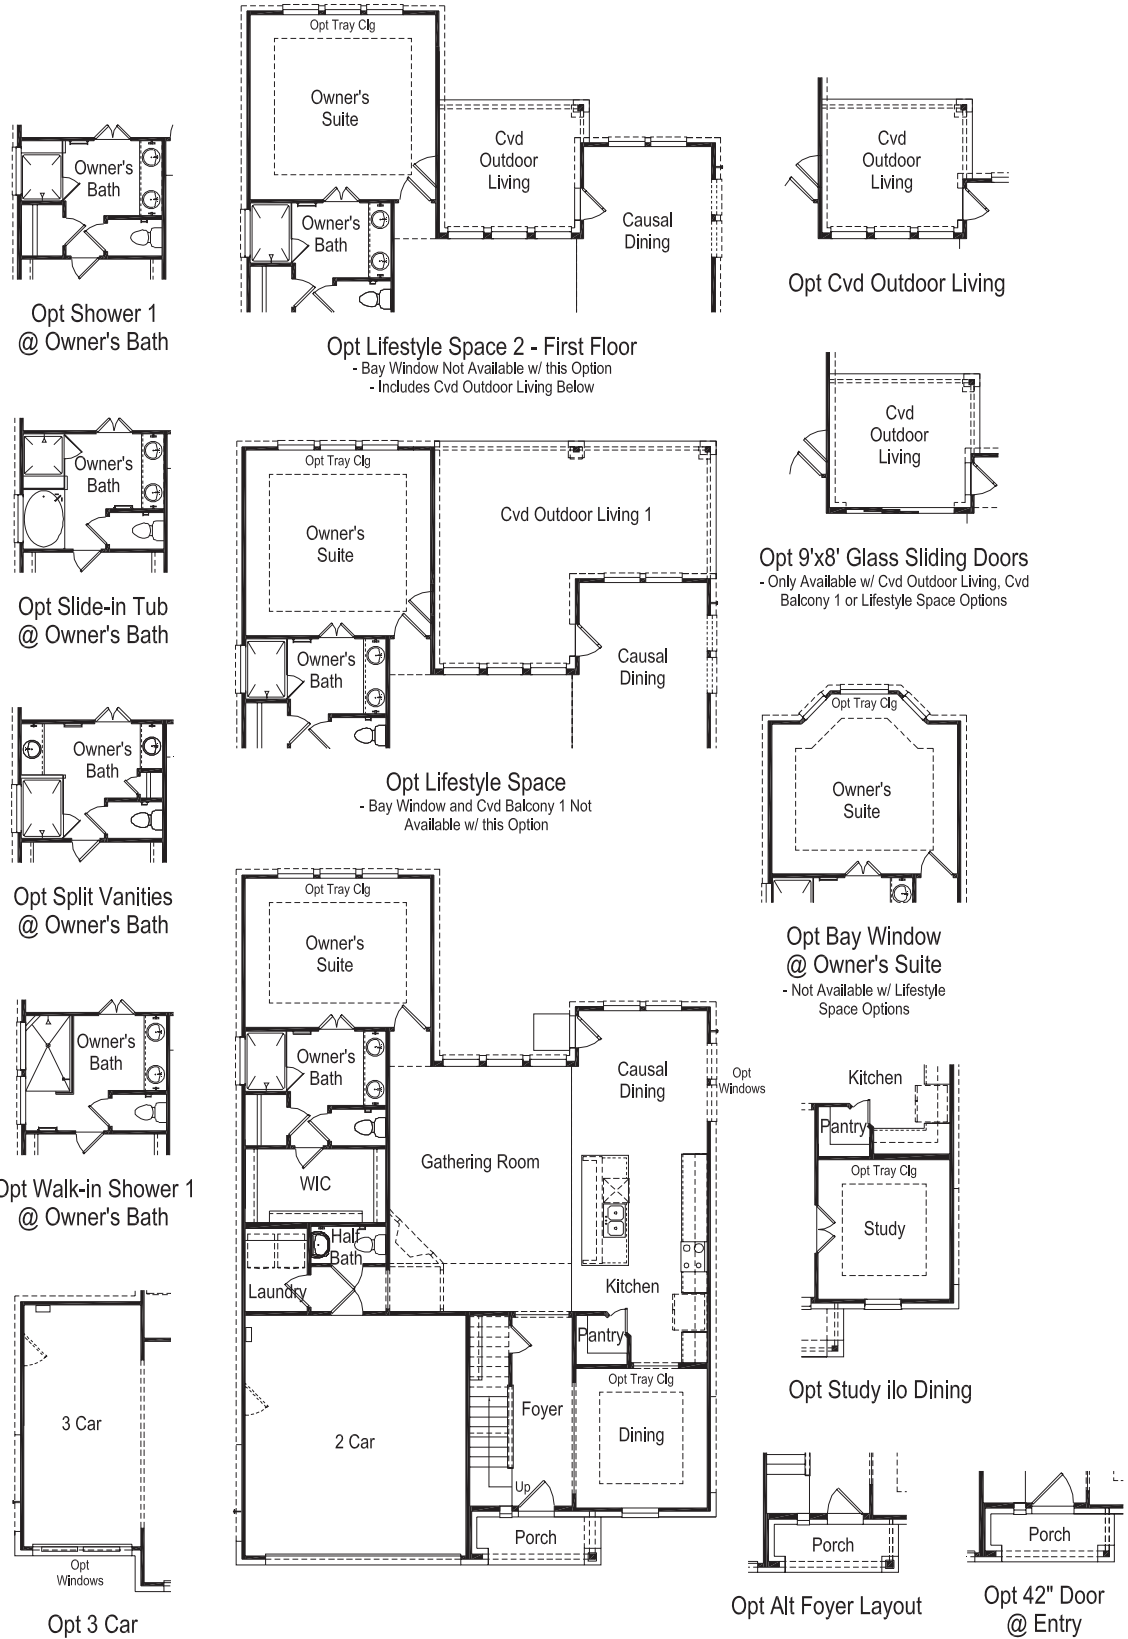 Opt Tray Clg
Owner's
Suite
Owner's
Bath
Cvd
Outdoor
Living
Causal
Dining
Opt Lifestyle Space 2 - First Floor
- Bay Window Not Available w/ this Option
- Includes Cvd Outdoor Living Below
Owner's
Bath
Opt Shower 1
@ Owner's Bath
Cvd
Outdoor
Living
Opt Cvd Outdoor Living
Owner's
Bath
Opt Slide-in Tub
@ Owner's Bath
Opt Tray Clg
Owner's
Suite
Cvd Outdoor Living 1
Owner's
Bath
Causal
Dining
Opt Lifestyle Space
- Bay Window and Cvd Balcony 1 Not
Available w/ this Option
Cvd
Outdoor
Living
Opt 9'x8' Glass Sliding Doors
- Only Available w/ Cvd Outdoor Living, Cvd
Balcony 1 or Lifestyle Space Options
Owner's
Bath
Opt Split Vanities
@ Owner's Bath
Opt Tray Clg
Owner's
Suite
Opt Bay Window
@ Owner's Suite
- Not Available w/ Lifestyle
Space Options
Owner's
Bath
Opt Walk-in Shower 1
@ Owner's Bath
Opt Tray Clg
Owner's
Suite
Owner's
Bath
Causal
Dining
Opt
Windows
WIC
Gathering Room
Half
Bath
Laundry
Kitchen
Pantry
Opt Tray Clg
Dining
Foyer
Up
2 Car
Porch
Kitchen
Pantry
Opt Tray Clg
Study
Opt Study ilo Dining
3 Car
Opt
Windows
Opt 3 Car
Porch
Opt Alt Foyer Layout
Porch
Opt 42" Door
@ Entry